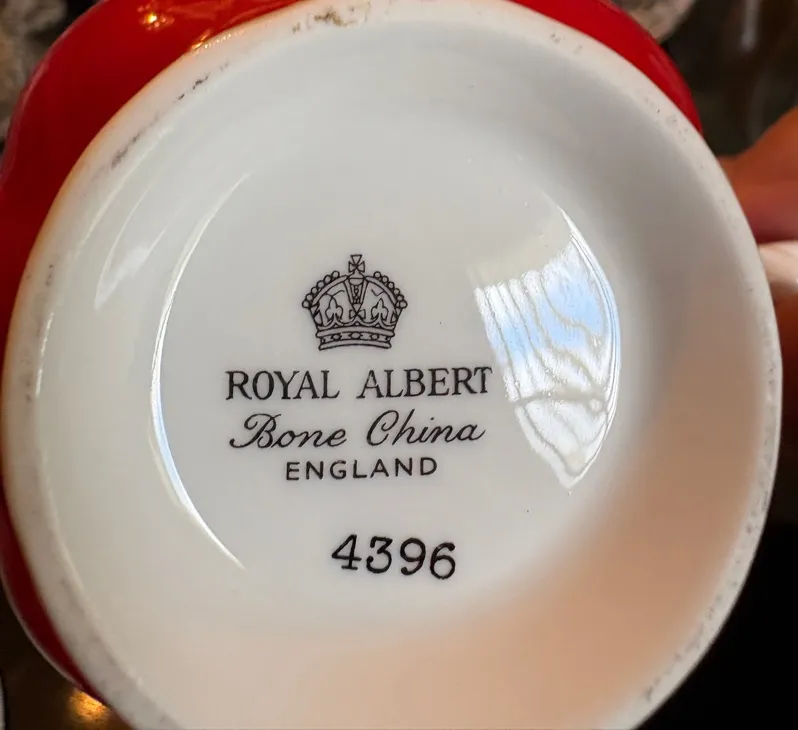 ROYAL ALBERT
Bone China
ENGLAND
4396